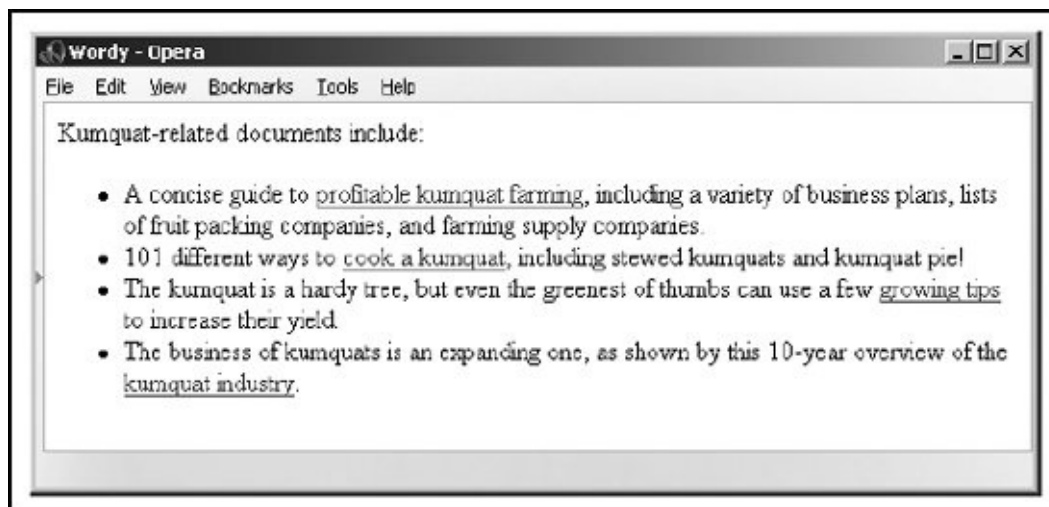 Wordy - Opera
File Edit View Bookmarks Tools Help
Kumquat-related documents include:
• A concise guide to profitable kumquat farming, including a variety of business plans, lists
of fruit packing companies, and farming supply companies.
• 101 different ways to cook a kumquat, including stewed kumquats and kumquat pie!
• The kumquat is a hardy tree, but even the greenest of thumbs can use a few growing tips
to increase their yield.
• The business of kumquats is an expanding one, as shown by this 10-year overview of the
kumquat industry.